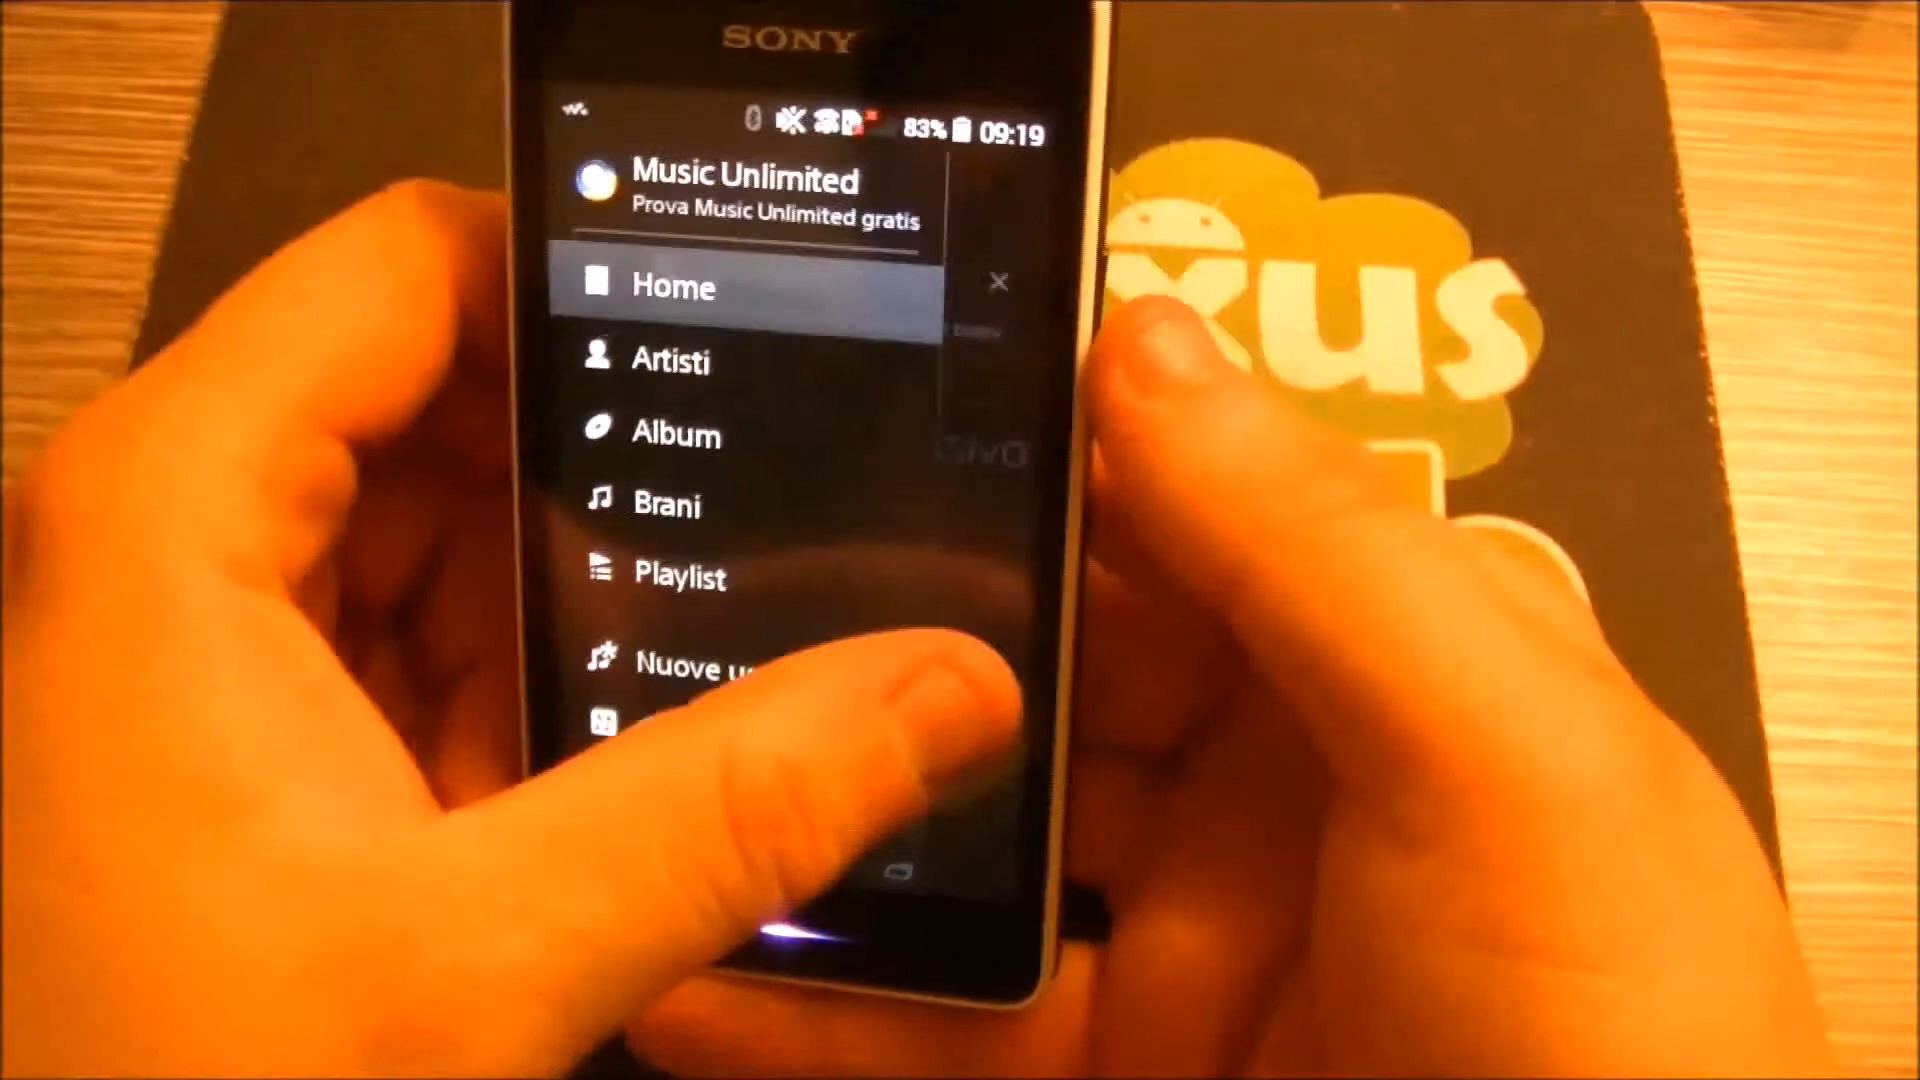 SONY
83% 09:19
Music Unlimited
Prova Music Unlimited gratis
Home
Artisti
Album
Brani
Playlist
Nuove
xus